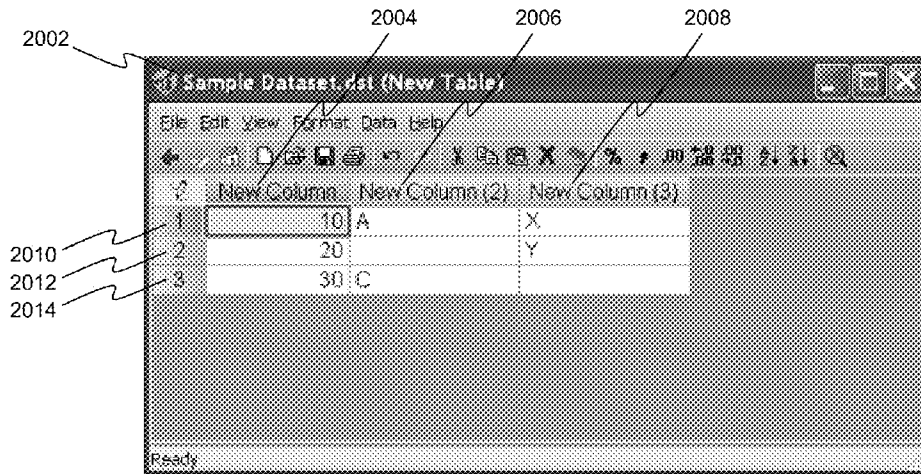 2004 2006 2008
2002
Sample Dataset.dst (New Table)
File Edit View Format Data Help
New Column New Column (2) New Column (3)
2010 1 10 A X
2012 2 20 Y
2014 3 30 C
Ready